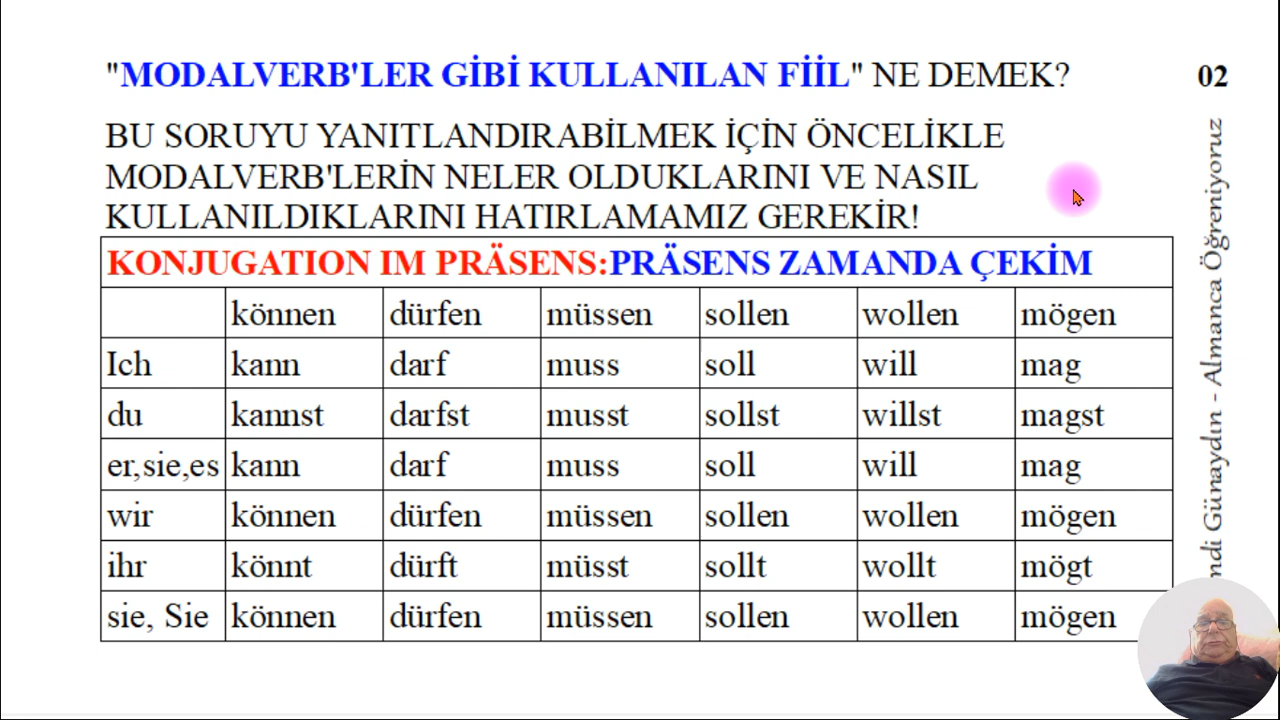 "MODALVERB'LER GİBİ KULLANILAN FİİL" NE DEMEK?
02
BU SORUYU YANITLANDIRABİLMEK İÇİN ÖNCELİKLE
MODALVERB'LERİN NELER OLDUKLARINI VE NASIL
KULLANILDIKLARINI HATIRLAMAMIZ GEREKİR!
KONJUGATION IM PRÄSENS:PRÄSENS ZAMANDA ÇEKİM
können dürfen müssen sollen wollen mögen
Ich kann darf muss soll will mag
du kannst darfst musst sollst willst magst
er,sie,es kann darf muss soll will mag
wir können dürfen müssen sollen wollen mögen
ihr könnt dürft müsst sollt wollt mögt
sie, Sie können dürfen müssen sollen wollen mögen
Günaydın - Almanca Öğreniyoruz